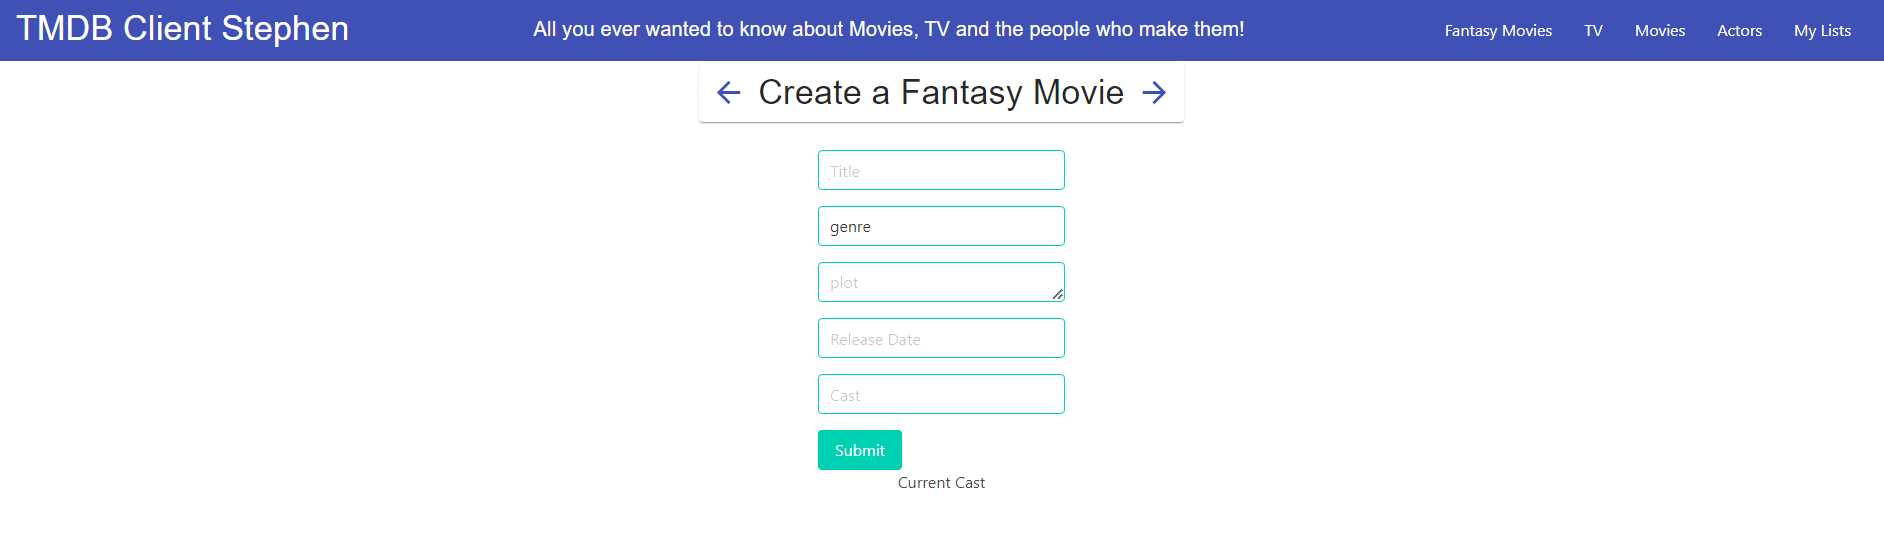 TMDB Client Stephen
All you ever wanted to know about Movies, TV and the people who make them!
Fantasy Movies
TV
Movies
Actors
My Lists
Create a Fantasy Movie
Title
genre
plot
Release Date
Cast
Submit
Current Cast